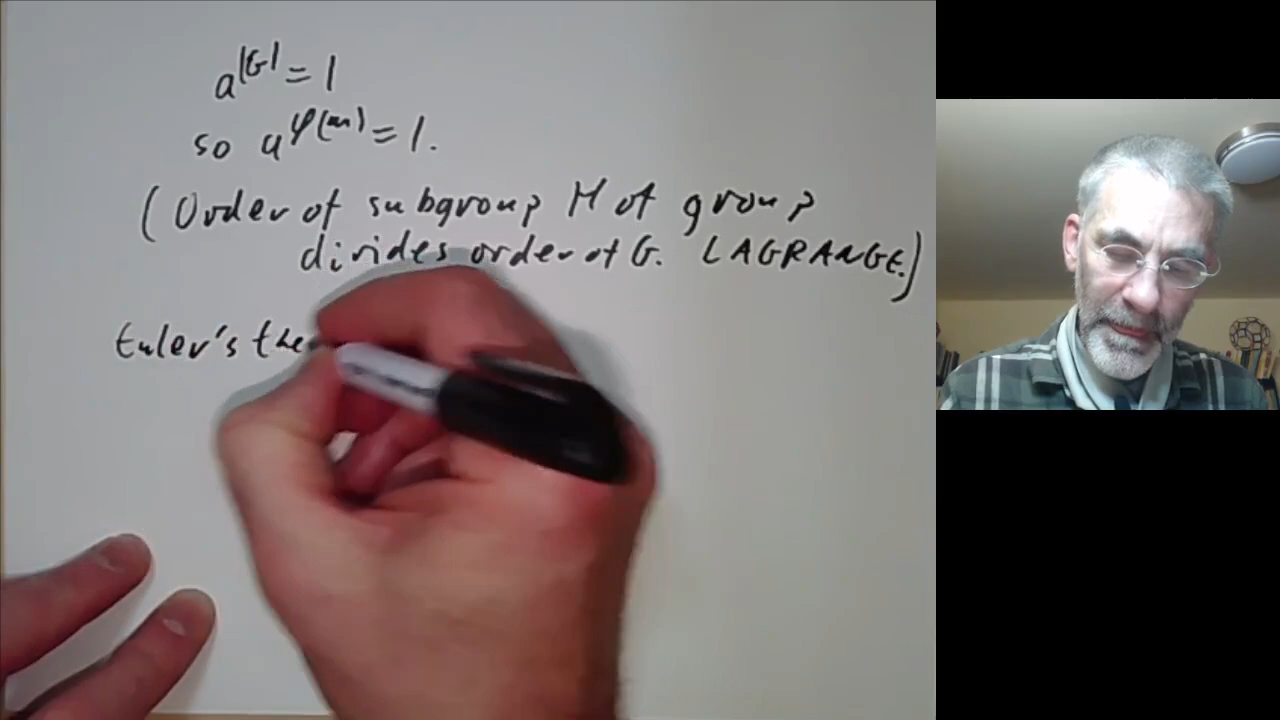 a^|G| = 1
so a^φ(m) = 1.
(Order of subgroup H of group
divides order of G. LAGRANGE.)
Euler's the